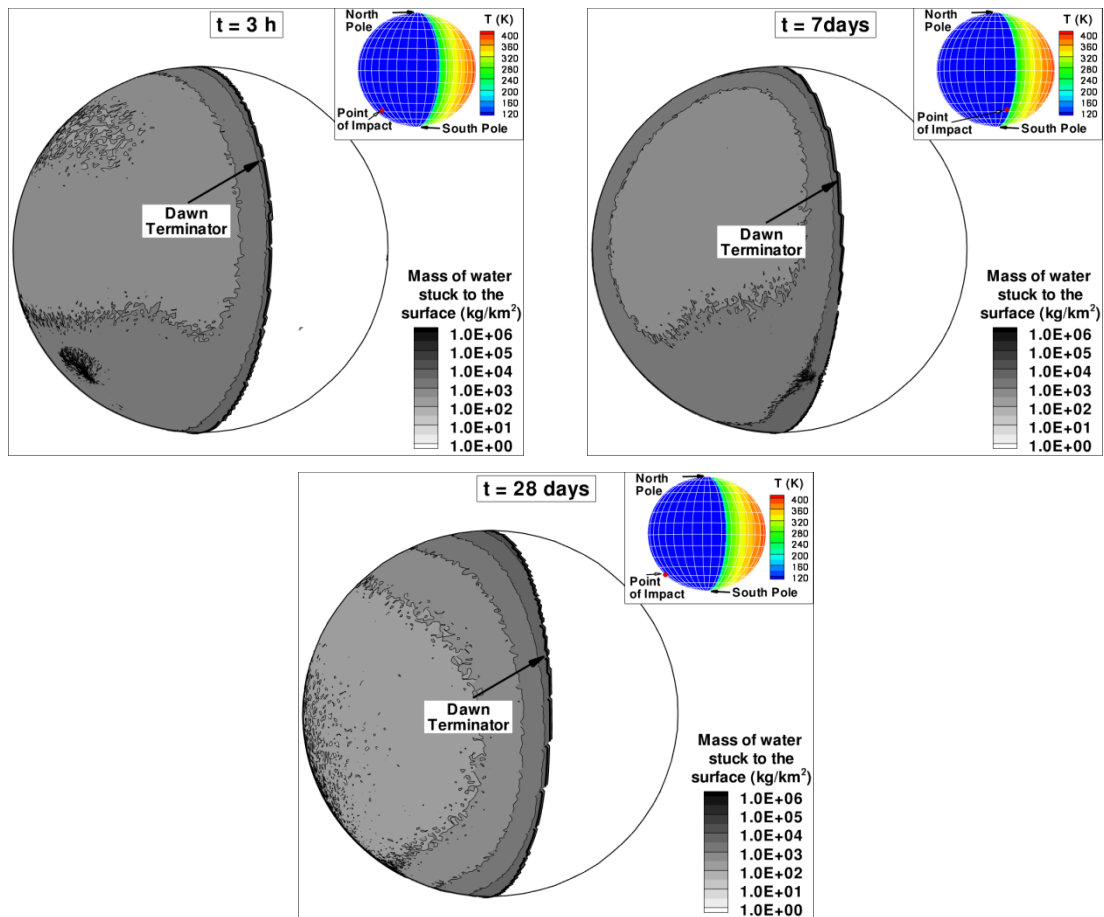 t = 3 h
North
Pole
T (K)
400
360
320
280
240
200
160
120
Point
of Impact
South Pole
Dawn
Terminator
Mass of water
stuck to the
surface (kg/km²)
1.0E+06
1.0E+05
1.0E+04
1.0E+03
1.0E+02
1.0E+01
1.0E+00
t = 7days
North
Pole
T (K)
400
360
320
280
240
200
160
120
Point
of Impact
South Pole
Dawn
Terminator
Mass of water
stuck to the
surface (kg/km²)
1.0E+06
1.0E+05
1.0E+04
1.0E+03
1.0E+02
1.0E+01
1.0E+00
t = 28 days
North
Pole
T (K)
400
360
320
280
240
200
160
120
Point
of Impact
South Pole
Dawn
Terminator
Mass of water
stuck to the
surface (kg/km²)
1.0E+06
1.0E+05
1.0E+04
1.0E+03
1.0E+02
1.0E+01
1.0E+00